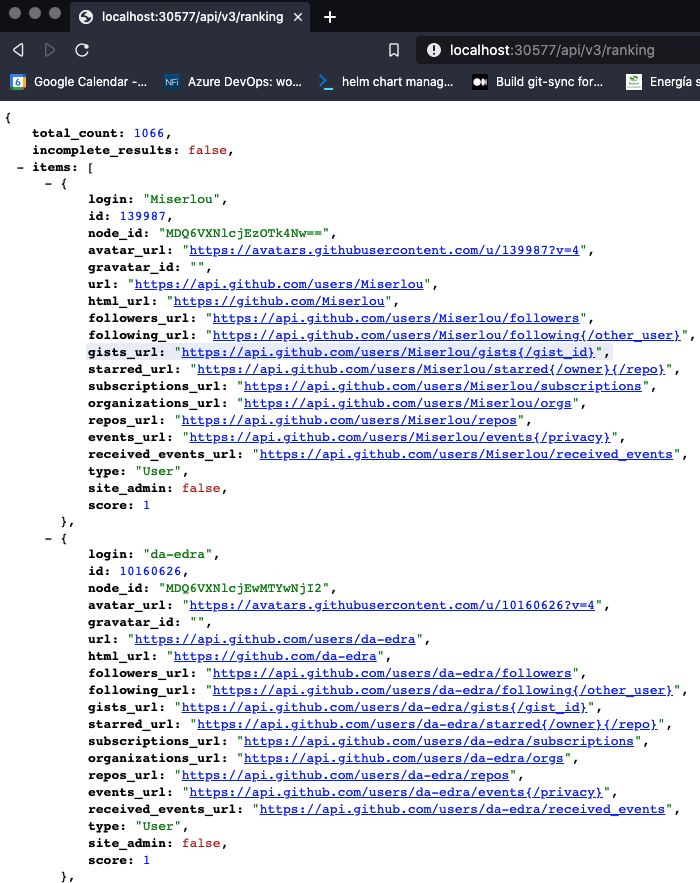 localhost:30577/api/v3/ranking
localhost:30577/api/v3/ranking
6 Google Calendar -...
NFi Azure DevOps: wo...
helm chart manag...
Build git-sync for...
Energía s
{
total_count: 1066,
incomplete_results: false,
- items: [
- {
login: "Miserlou",
id: 139987,
node_id: "MDQ6VXNlcjEzOTk4Nw==",
avatar_url: "https://avatars.githubusercontent.com/u/139987?v=4",
gravatar_id: "",
url: "https://api.github.com/users/Miserlou",
html_url: "https://github.com/Miserlou",
followers_url: "https://api.github.com/users/Miserlou/followers",
following_url: "https://api.github.com/users/Miserlou/following{/other_user}",
gists_url: "https://api.github.com/users/Miserlou/gists{/gist_id}",
starred_url: "https://api.github.com/users/Miserlou/starred{/owner}{/repo}",
subscriptions_url: "https://api.github.com/users/Miserlou/subscriptions",
organizations_url: "https://api.github.com/users/Miserlou/orgs",
repos_url: "https://api.github.com/users/Miserlou/repos",
events_url: "https://api.github.com/users/Miserlou/events{/privacy}",
received_events_url: "https://api.github.com/users/Miserlou/received_events",
type: "User",
site_admin: false,
score: 1
},
- {
login: "da-edra",
id: 10160626,
node_id: "MDQ6VXNlcjEwMTYwNjI2",
avatar_url: "https://avatars.githubusercontent.com/u/10160626?v=4",
gravatar_id: "",
url: "https://api.github.com/users/da-edra",
html_url: "https://github.com/da-edra",
followers_url: "https://api.github.com/users/da-edra/followers",
following_url: "https://api.github.com/users/da-edra/following{/other_user}",
gists_url: "https://api.github.com/users/da-edra/gists{/gist_id}",
starred_url: "https://api.github.com/users/da-edra/starred{/owner}{/repo}",
subscriptions_url: "https://api.github.com/users/da-edra/subscriptions",
organizations_url: "https://api.github.com/users/da-edra/orgs",
repos_url: "https://api.github.com/users/da-edra/repos",
events_url: "https://api.github.com/users/da-edra/events{/privacy}",
received_events_url: "https://api.github.com/users/da-edra/received_events",
type: "User",
site_admin: false,
score: 1
},